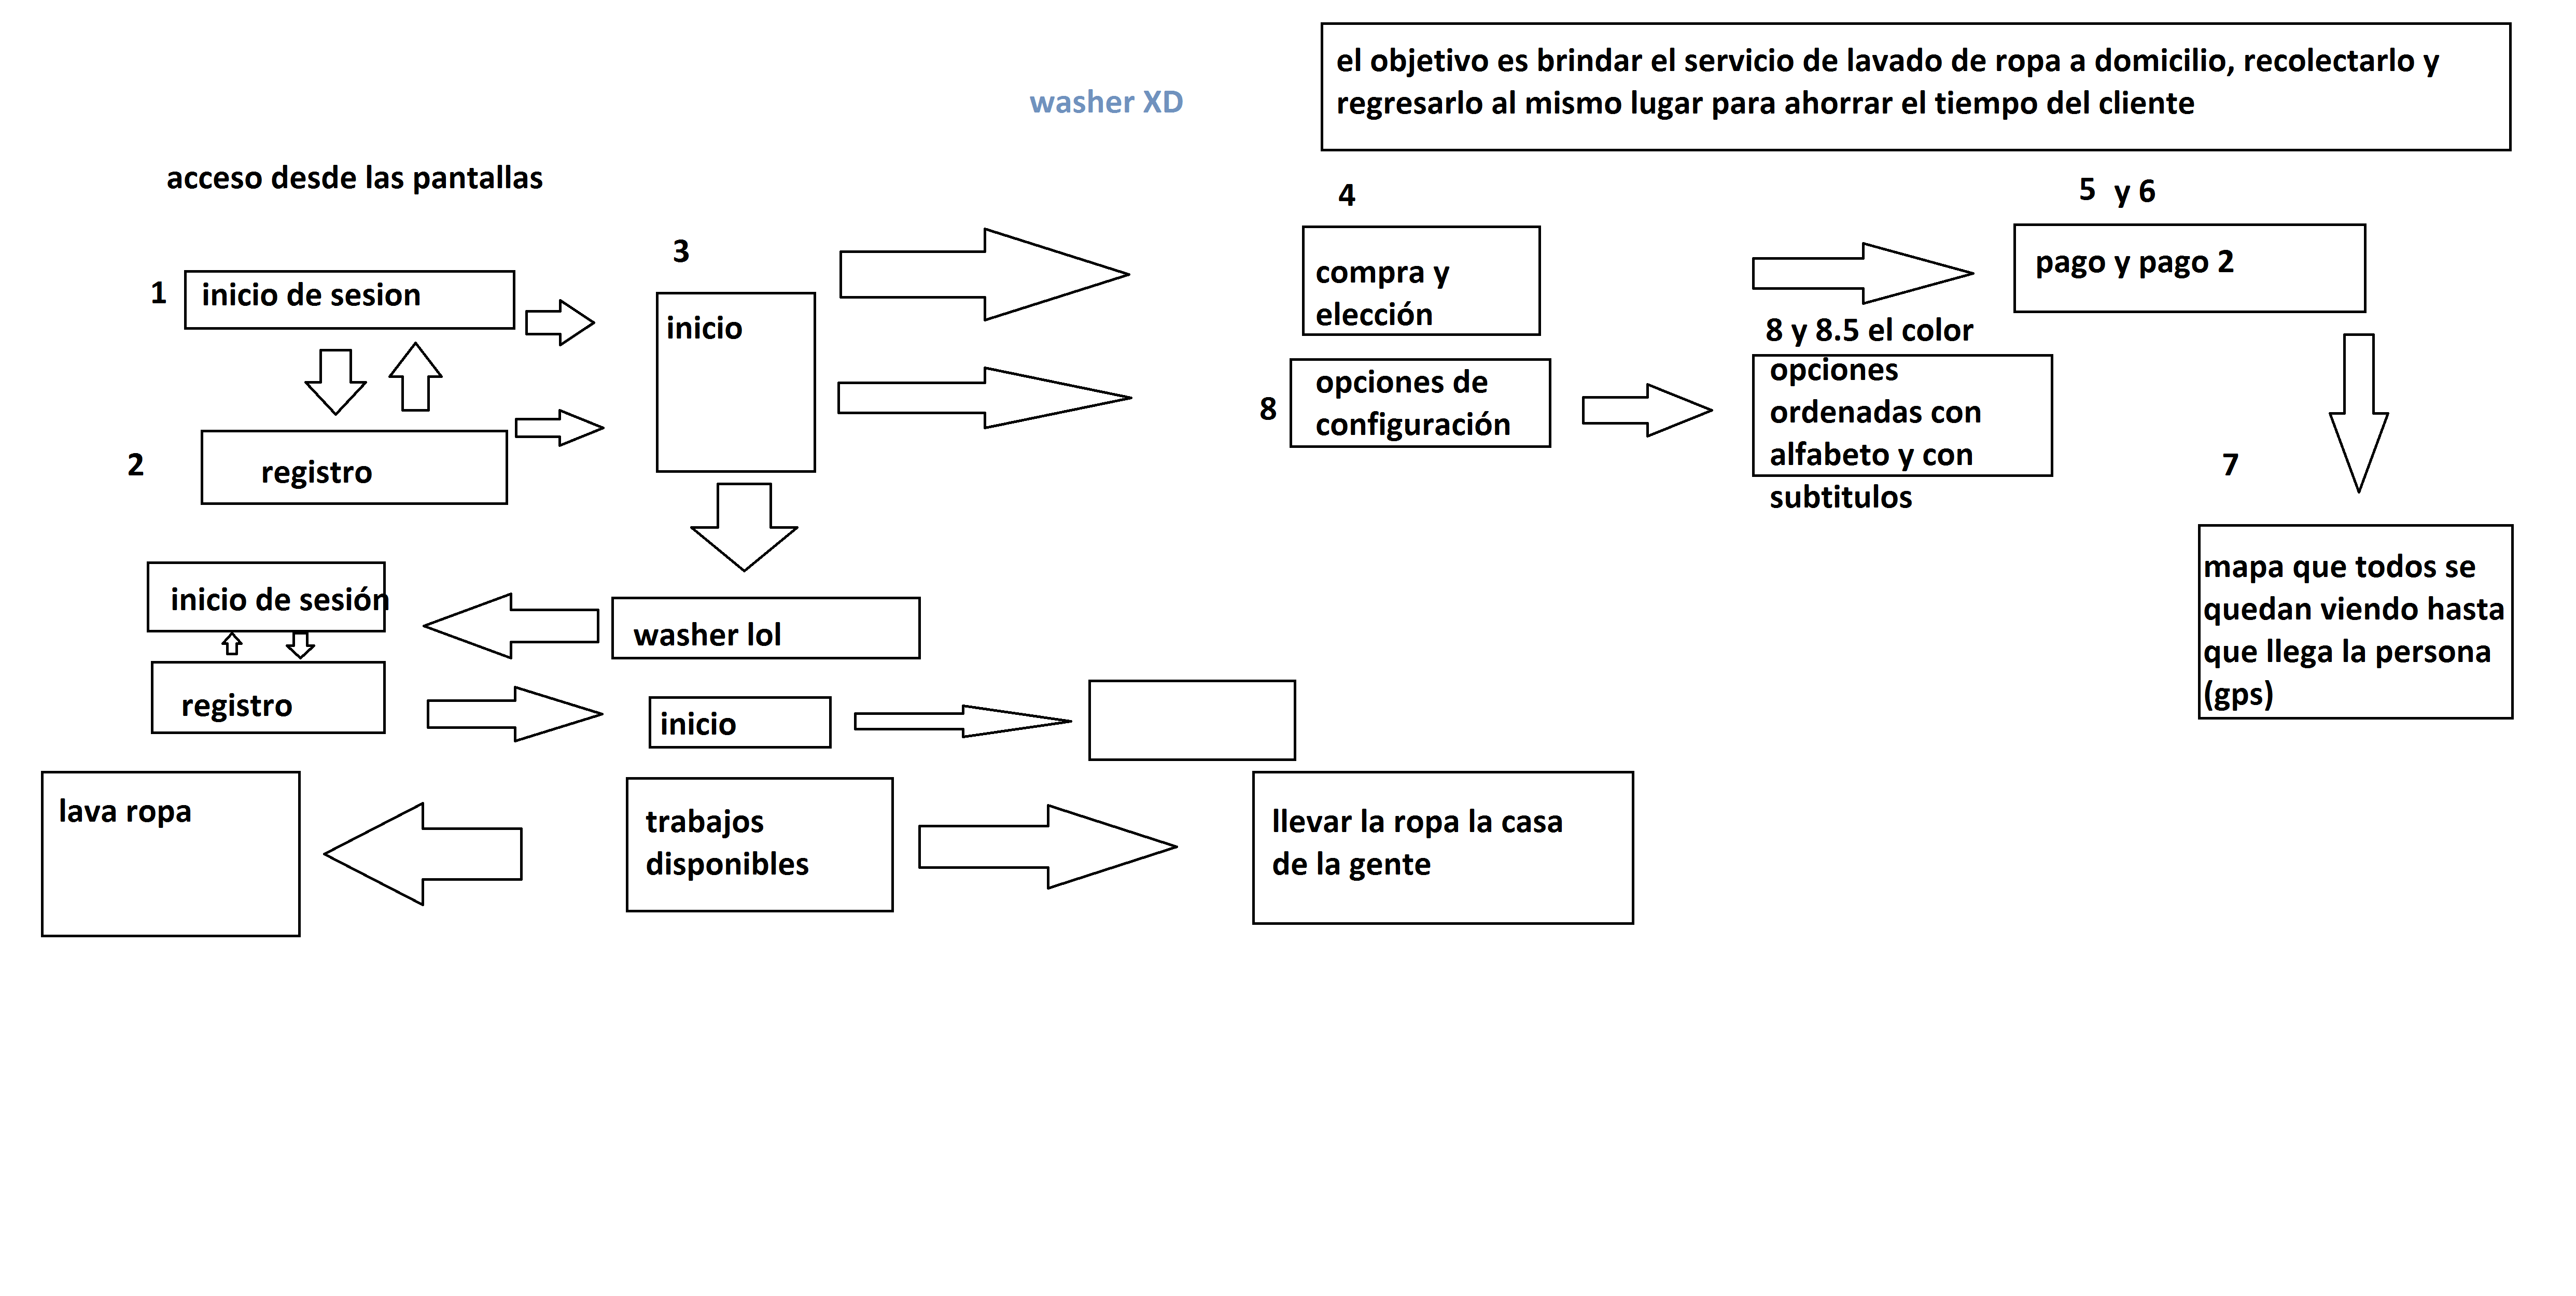 el objetivo es brindar el servicio de lavado de ropa a domicilio, recolectarlo y
regresarlo al mismo lugar para ahorrar el tiempo del cliente
washer XD
acceso desde las pantallas
4
5 y 6
3
1
inicio de sesion
inicio
compra y
elección
pago y pago 2
8 y 8.5 el color
2
registro
8
opciones de
configuración
opciones
ordenadas con
alfabeto y con
subtitulos
7
mapa que todos se
quedan viendo hasta
que llega la persona
(gps)
inicio de sesión
washer lol
registro
inicio
lava ropa
trabajos
disponibles
llevar la ropa la casa
de la gente